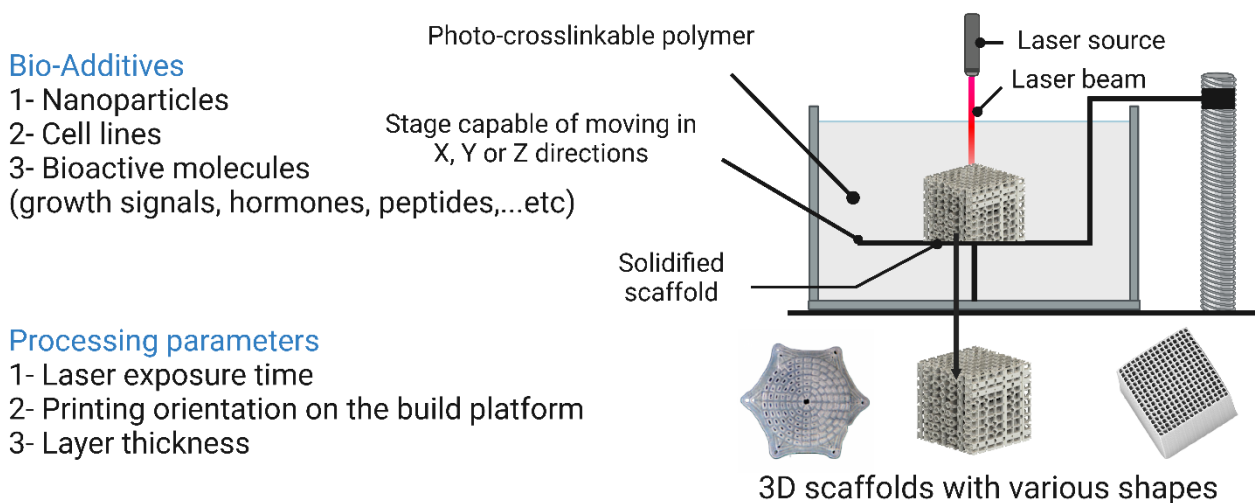 Bio-Additives
1- Nanoparticles
2- Cell lines
3- Bioactive molecules
(growth signals, hormones, peptides,...etc)
Processing parameters
1- Laser exposure time
2- Printing orientation on the build platform
3- Layer thickness
Photo-crosslinkable polymer
Stage capable of moving in
X, Y or Z directions
Solidified
scaffold
Laser source
Laser beam
3D scaffolds with various shapes